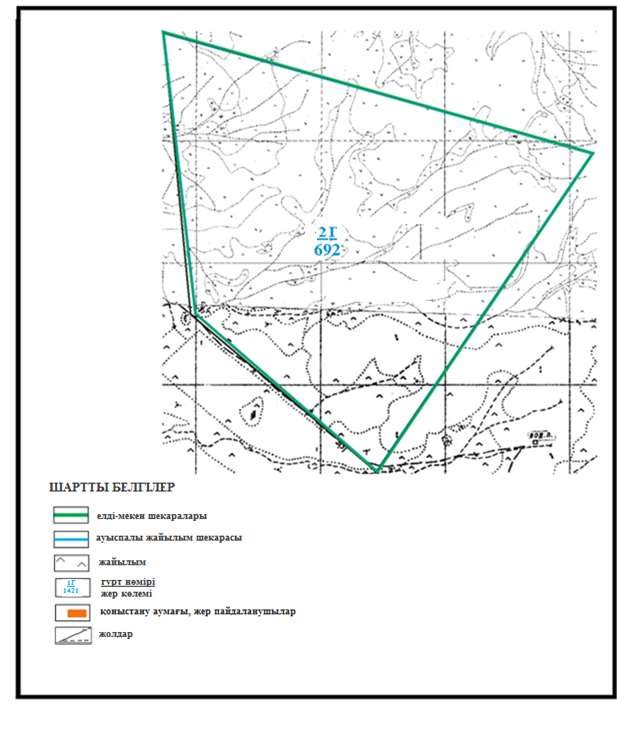 2Г
692
ШАРТТЫ БЕЛГІЛЕР
елді-мекен шекаралары
ауыспалы жайылым шекарасы
жайылым
1Г
1421
гурт нөмірі
жер көлемі
қоныстану аумағы, жер пайдаланушылар
жолдар